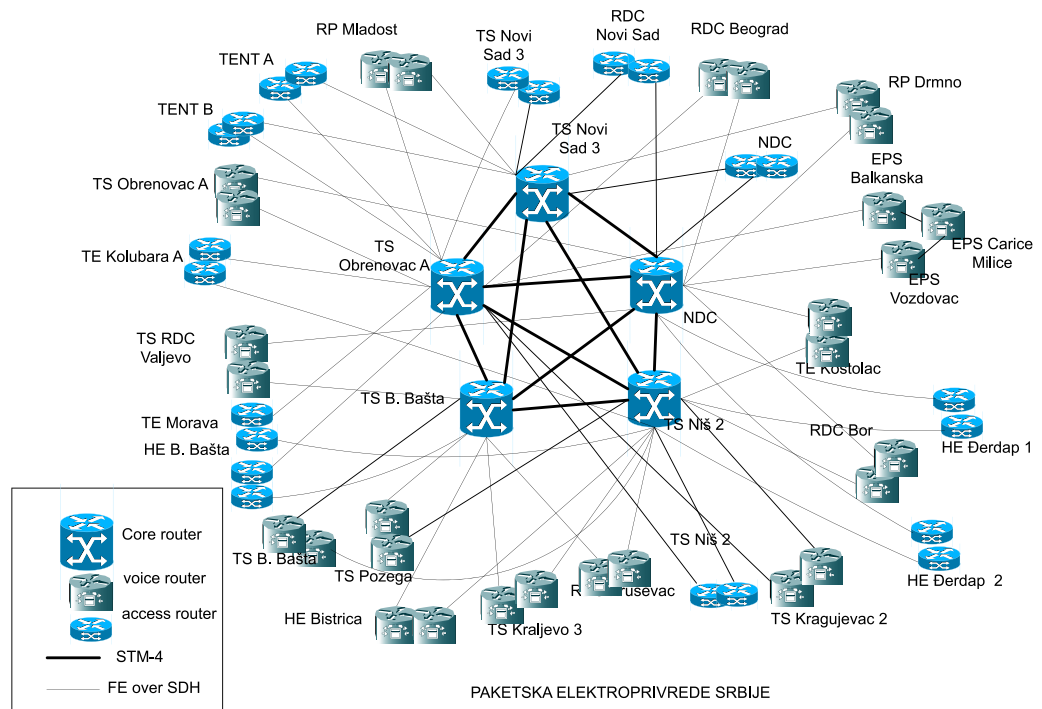 RP Mladost
TS Novi
Sad 3
RDC
Novi Sad
RDC Beograd
TENT A
RP Drmno
TENT B
TS Novi
Sad 3
NDC
EPS
Balkanska
TS Obrenovac A
TS
Obrenovac A
TE Kolubara A
EPS Carice
Milice
EPS
Vozdovac
NDC
TS RDC
Valjevo
TE Kostolac
TS B. Bašta
TS Niš 2
TE Morava
HE B. Bašta
RDC Bor
HE Đerdap 1
TS B. Bašta
TS Pozega
TS Niš 2
HE Đerdap 2
HE Bistrica
TS Kraljevo 3
TS Kragujevac 2
Core router
voice router
access router
STM-4
FE over SDH
PAKETSKA ELEKTROPRIVREDE SRBIJE